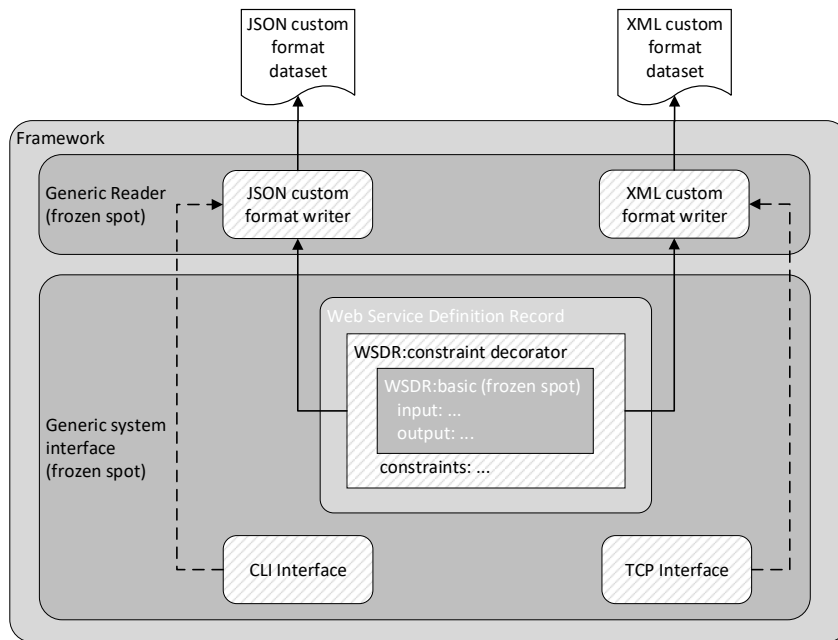 JSON custom
format
dataset
XML custom
format
dataset
Framework
Generic Reader
(frozen spot)
JSON custom
format writer
XML custom
format writer
Web Service Definition Record
WSDR:constraint decorator
WSDR:basic (frozen spot)
input: ...
output: ...
constraints: ...
Generic system
interface
(frozen spot)
CLI Interface
TCP Interface